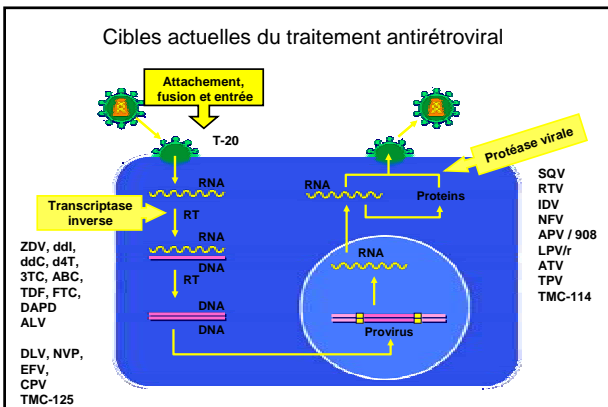 Cibles actuelles du traitement antirétroviral
Attachement,
fusion et entrée
T-20
Protéase virale
RNA
Transcriptase
inverse
RT
RNA
DNA
RT
DNA
DNA
RNA
Proteins
RNA
Provirus
ZDV, ddI,
ddC, d4T,
3TC, ABC,
TDF, FTC,
DAPD
ALV
DLV, NVP,
EFV,
CPV
TMC-125
SQV
RTV
IDV
NFV
APV / 908
LPV/r
ATV
TPV
TMC-114